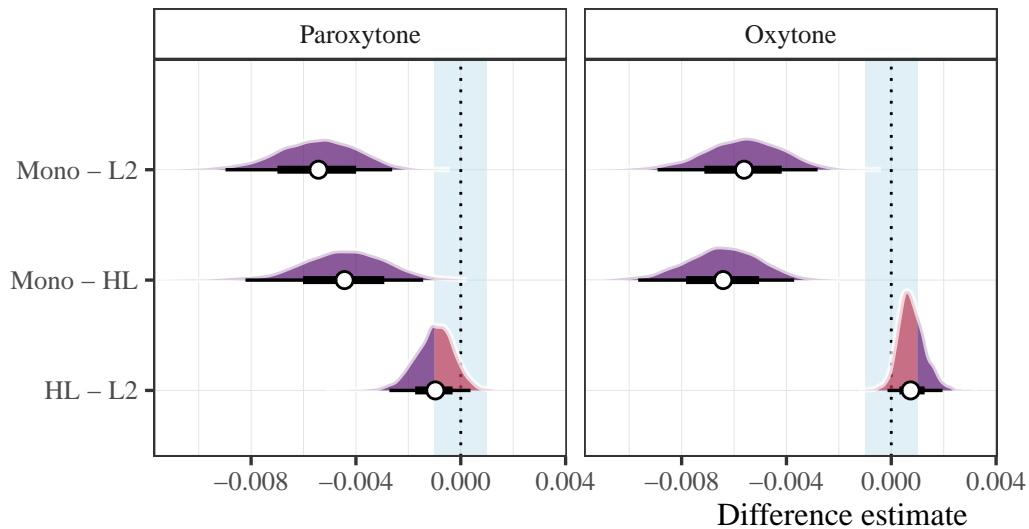 Paroxytone Oxytone
Mono − L2
Mono − HL
HL − L2
−0.008 −0.004 0.000 0.004 −0.008 −0.004 0.000 0.004
Difference estimate